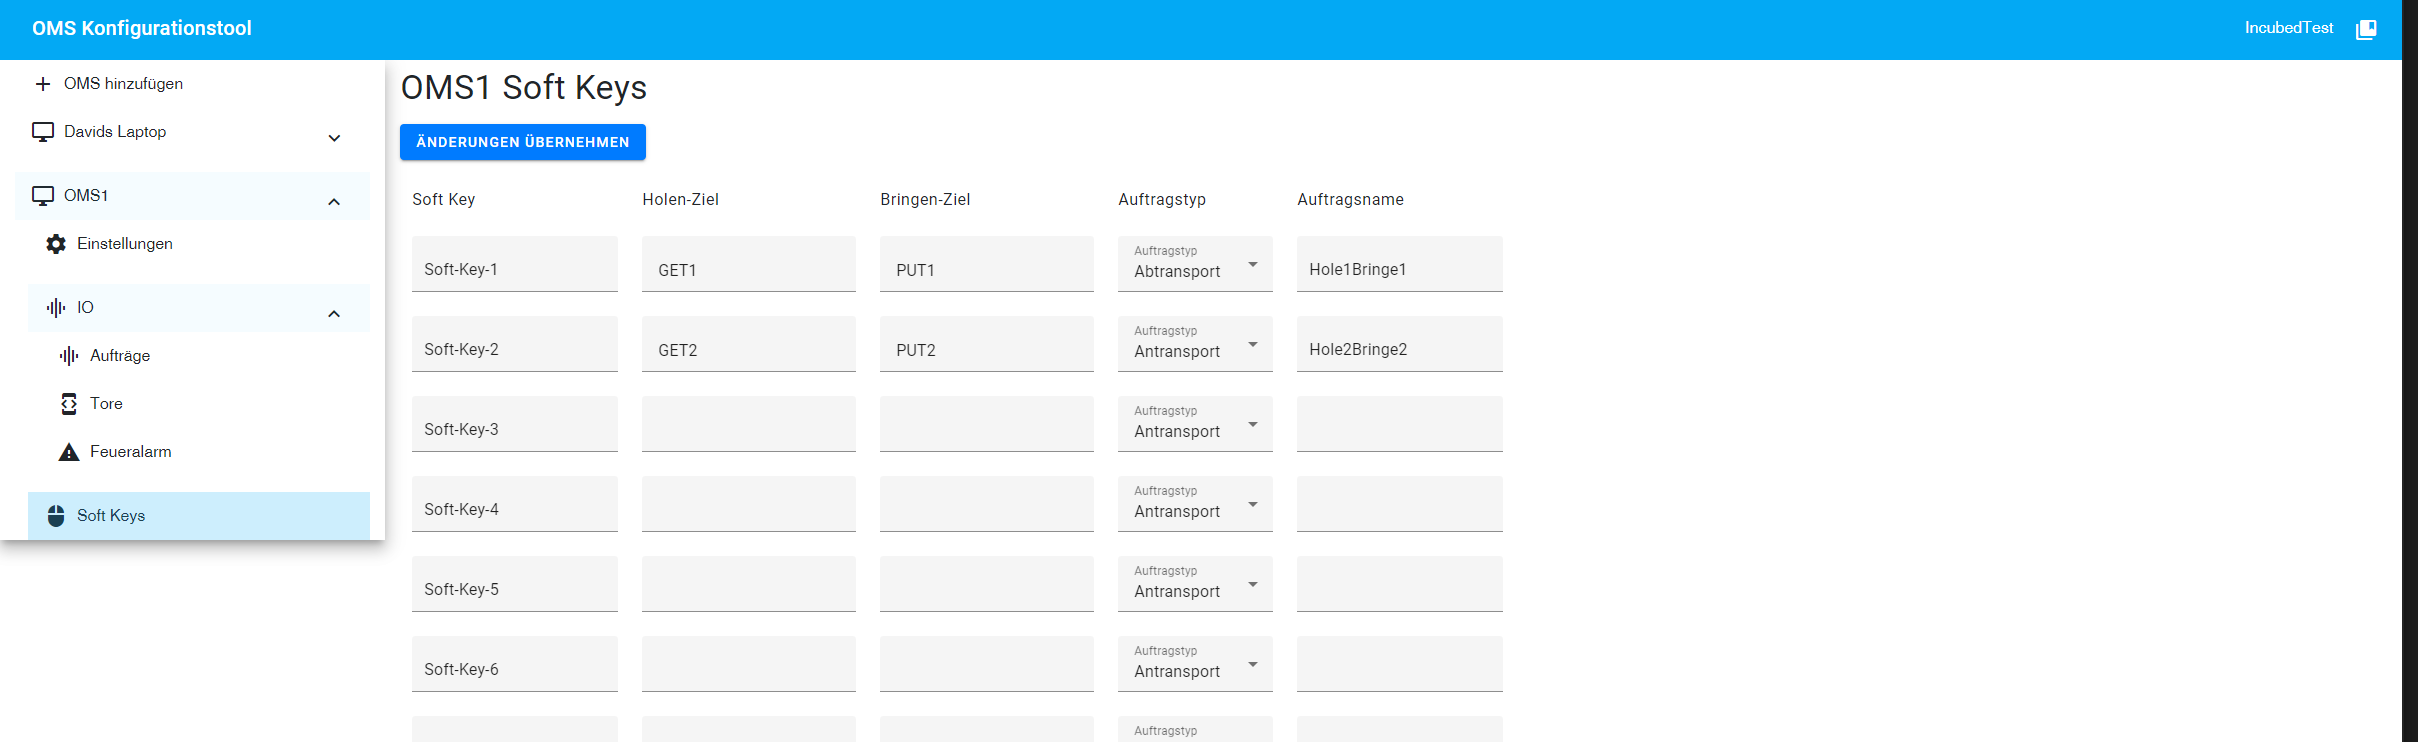 OMS Konfigurationstool
IncubedTest
OMS hinzufügen
Davids Laptop
OMS1
Einstellungen
IO
Aufträge
Tore
Feueralarm
Soft Keys
OMS1 Soft Keys
ÄNDERUNGEN ÜBERNEHMEN
Soft Key Holen-Ziel Bringen-Ziel Auftragstyp Auftragsname
Auftragstyp
Soft-Key-1 GET1 PUT1 Abtransport Hole1Bringe1
Auftragstyp
Soft-Key-2 GET2 PUT2 Antransport Hole2Bringe2
Auftragstyp
Soft-Key-3 Antransport
Auftragstyp
Soft-Key-4 Antransport
Auftragstyp
Soft-Key-5 Antransport
Auftragstyp
Soft-Key-6 Antransport
Auftragstyp